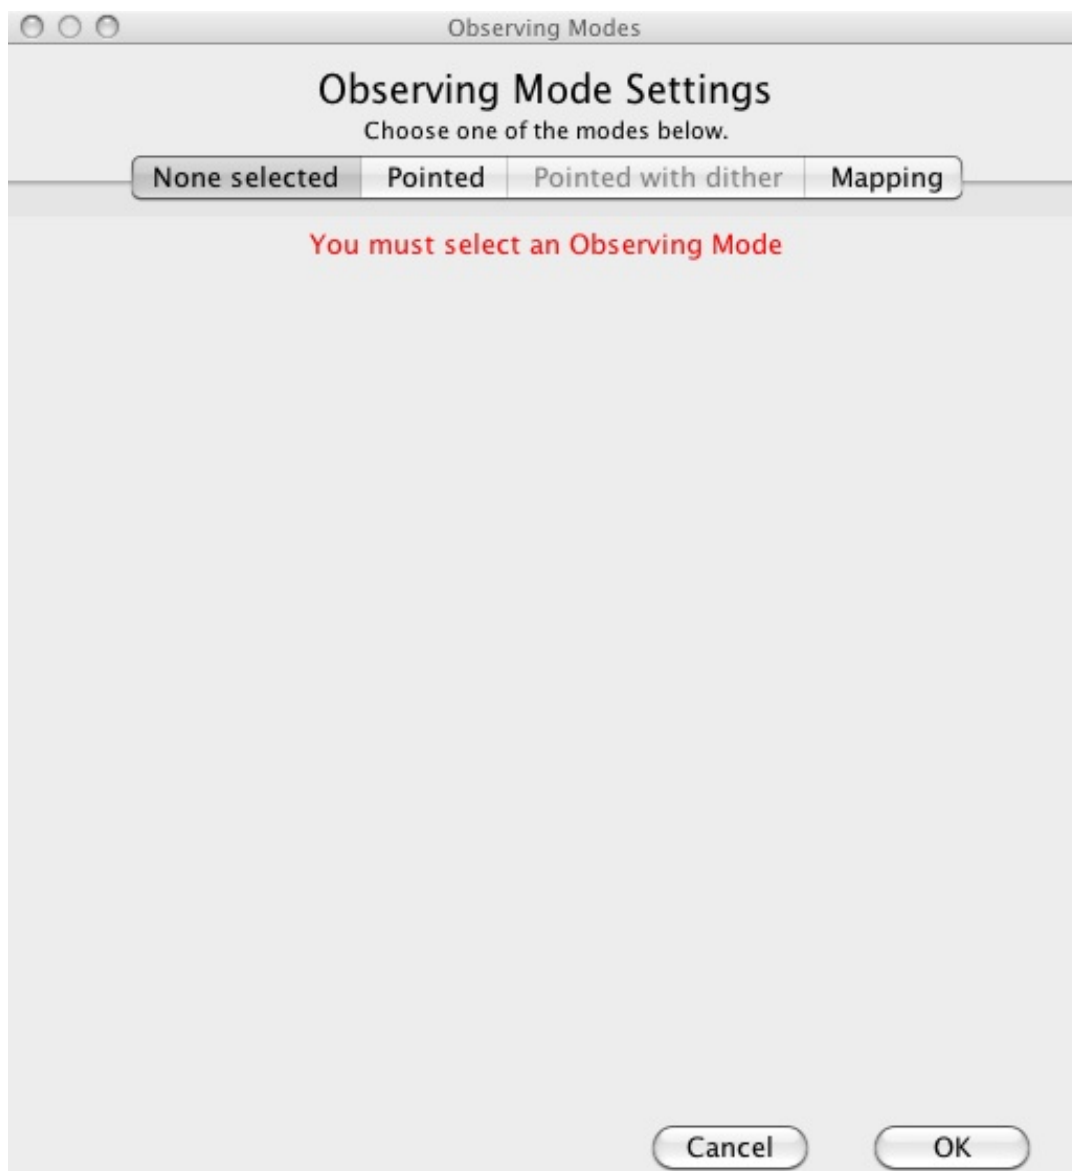 Observing Modes
Observing Mode Settings
Choose one of the modes below.
None selected Pointed Pointed with dither Mapping
You must select an Observing Mode
Cancel OK